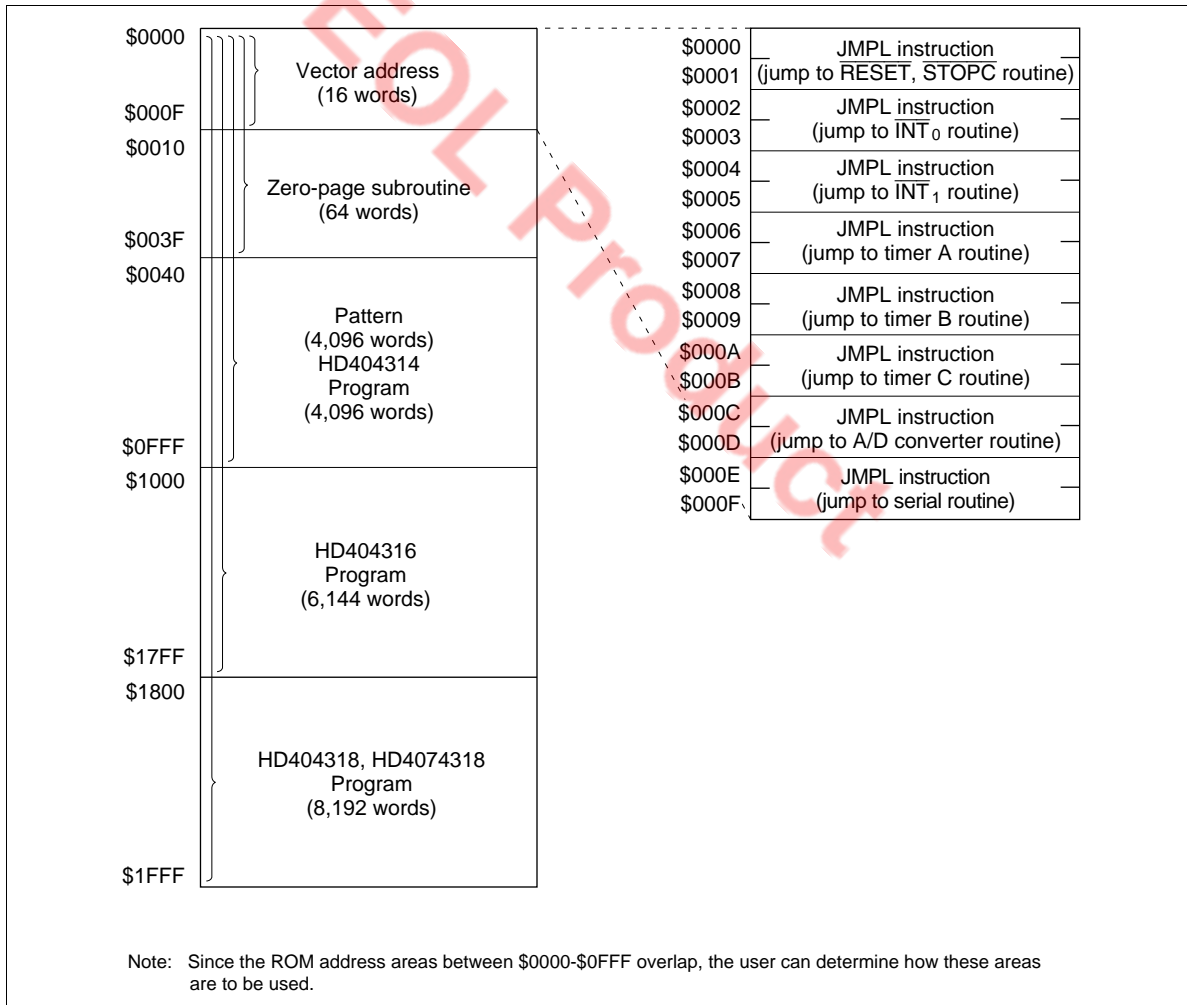 $0000
$000F
$0010
$003F
$0040
$0FFF
$1000
$17FF
$1800
$1FFF
Vector address
(16 words)
Zero-page subroutine
(64 words)
Pattern
(4,096 words)
HD404314
Program
(4,096 words)
HD404316
Program
(6,144 words)
HD404318, HD4074318
Program
(8,192 words)
$0000
$0001
JMPL instruction
(jump to RESET, STOPC routine)
$0002
$0003
JMPL instruction
(jump to INT0 routine)
$0004
$0005
JMPL instruction
(jump to INT1 routine)
$0006
$0007
JMPL instruction
(jump to timer A routine)
$0008
$0009
JMPL instruction
(jump to timer B routine)
$000A
$000B
JMPL instruction
(jump to timer C routine)
$000C
$000D
JMPL instruction
(jump to A/D converter routine)
$000E
$000F
JMPL instruction
(jump to serial routine)
EOL Product
Note: Since the ROM address areas between $0000-$0FFF overlap, the user can determine how these areas
are to be used.